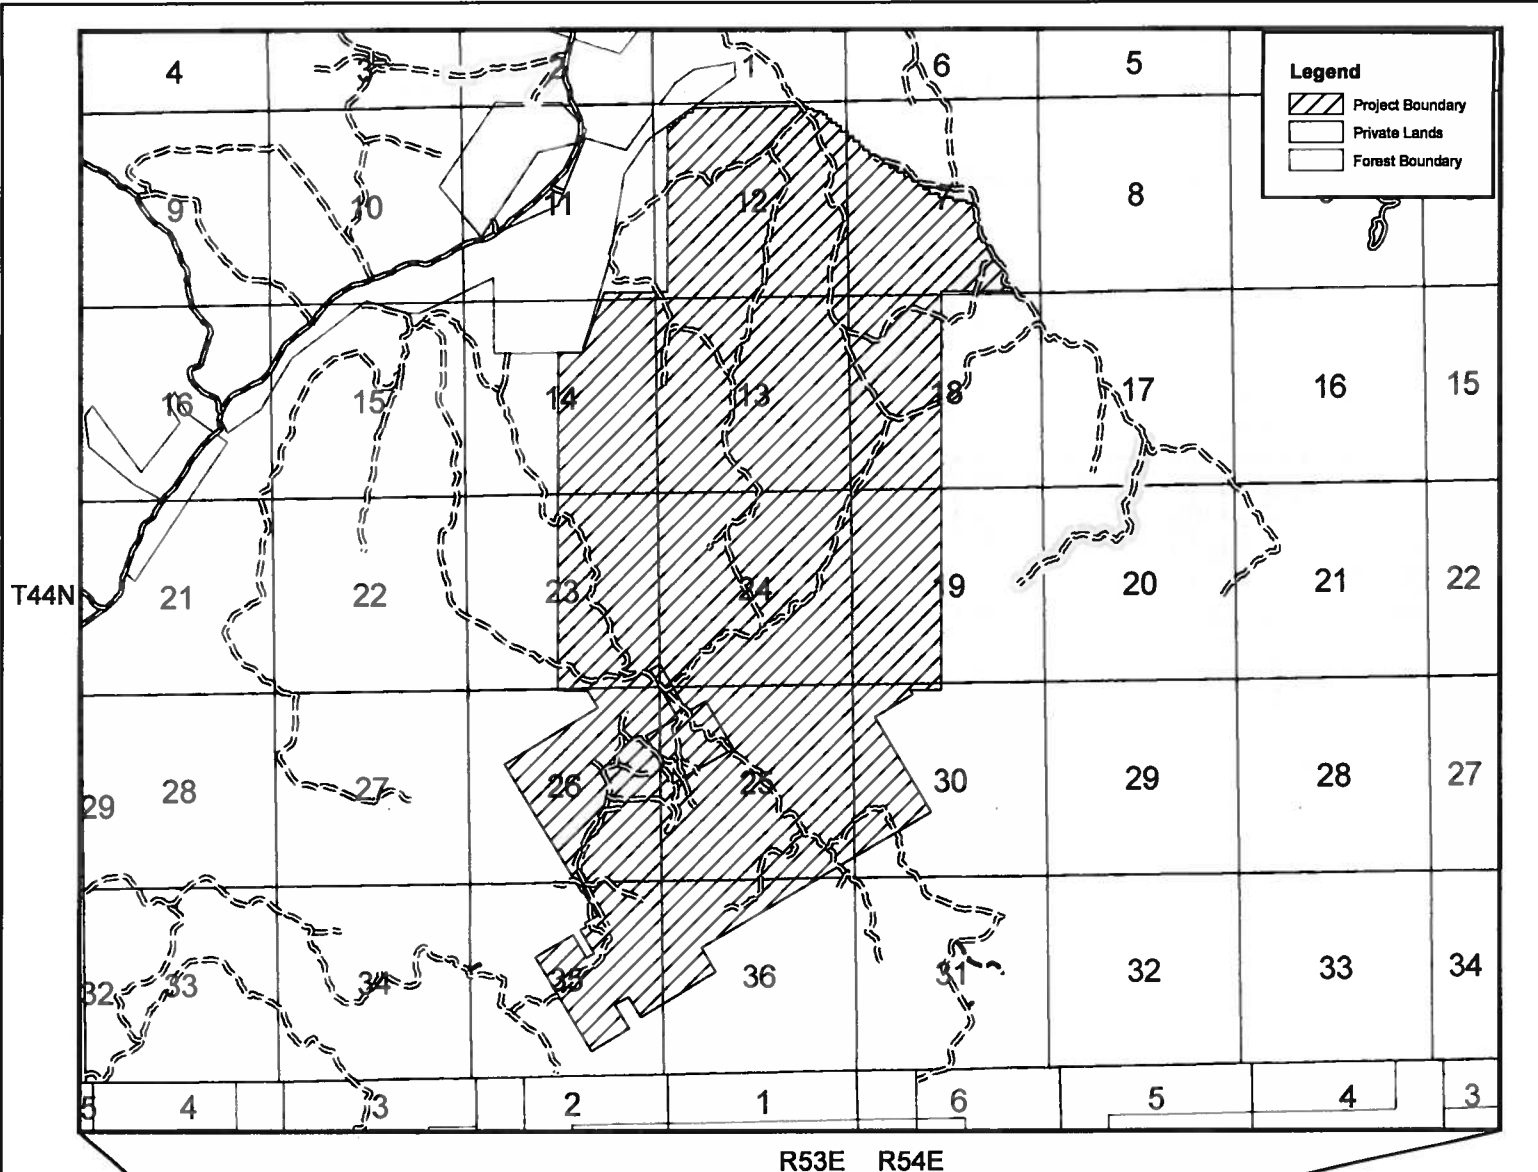 4 3 2 1 6 5
Legend
Project Boundary
Private Lands
Forest Boundary
9 10 11 12 7 8
16 15 14 13 18 17 16 15
T44N 21 22 23 24 19 20 21 22
29 28 27 26 25 30 29 28 27
32 33 34 35 36 31 32 33 34
5 4 3 2 1 6 5 4 3
R53E R54E